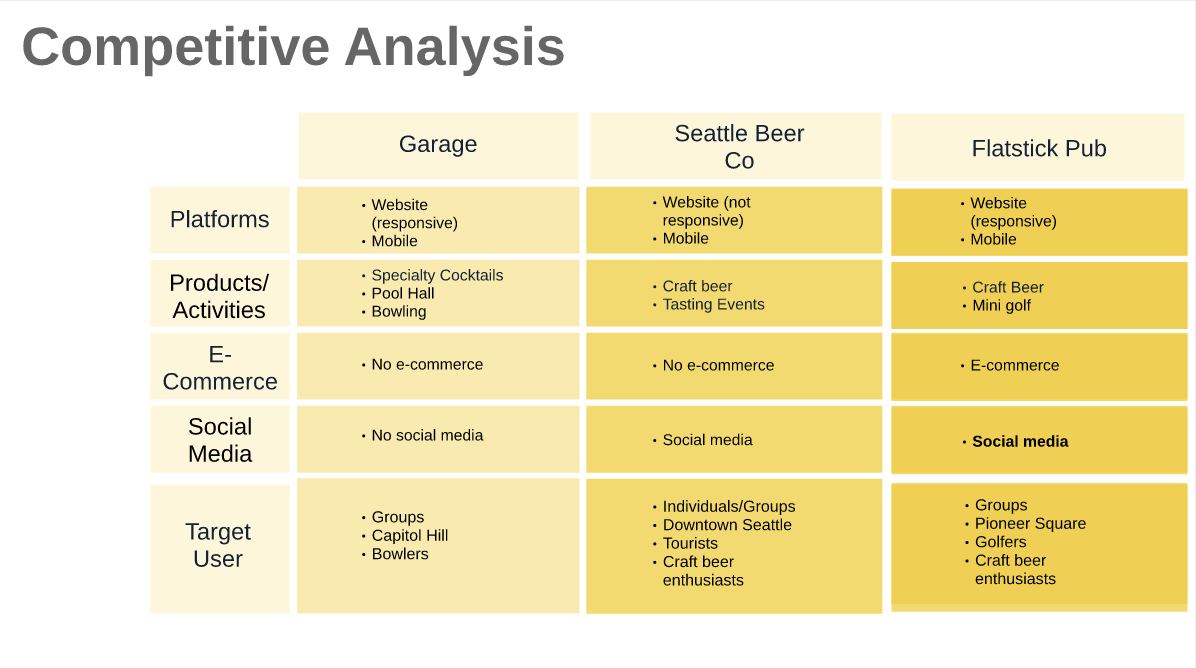 Competitive Analysis
Garage
Seattle Beer
Co
Flatstick Pub
Platforms
• Website
(responsive)
• Mobile
• Website (not
responsive)
• Mobile
• Website
(responsive)
• Mobile
Products/
Activities
• Specialty Cocktails
• Pool Hall
• Bowling
• Craft beer
• Tasting Events
• Craft Beer
• Mini golf
E-
Commerce
• No e-commerce
• No e-commerce
• E-commerce
Social
Media
• No social media
• Social media
• Social media
Target
User
• Groups
• Capitol Hill
• Bowlers
• Individuals/Groups
• Downtown Seattle
• Tourists
• Craft beer
enthusiasts
• Groups
• Pioneer Square
• Golfers
• Craft beer
enthusiasts